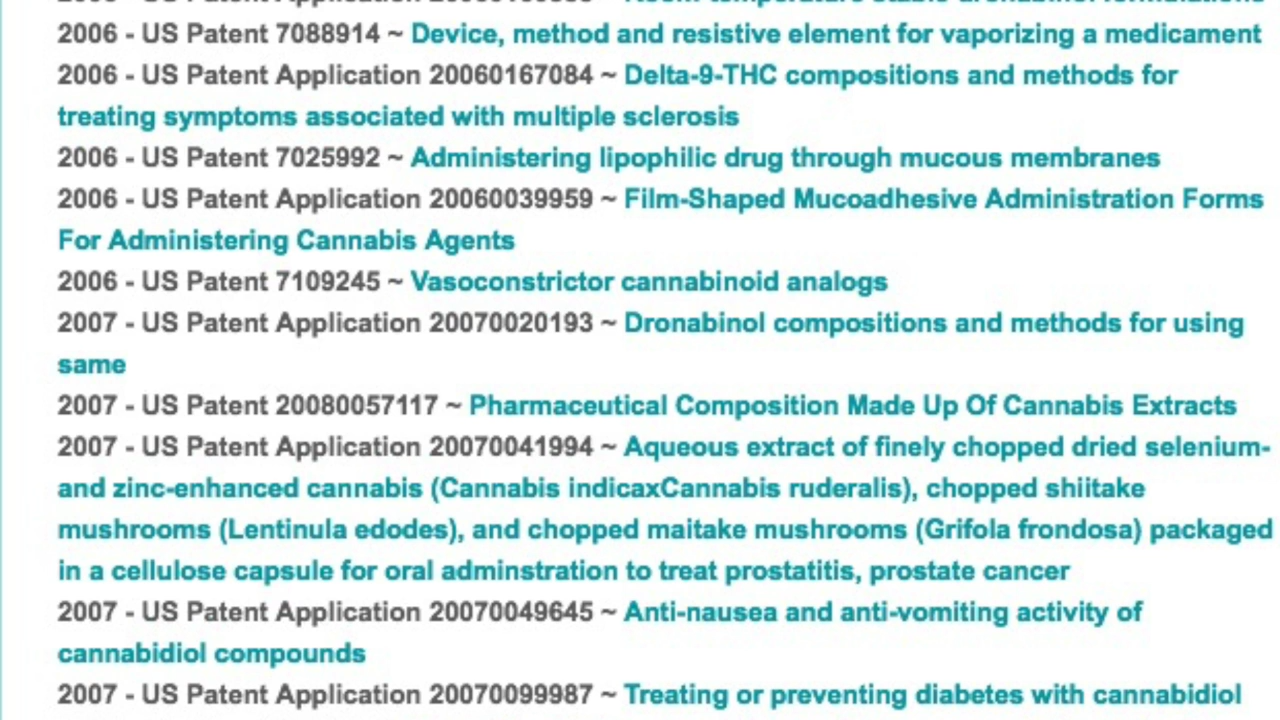 2006 - US Patent 7088914 ~ Device, method and resistive element for vaporizing a medicament
2006 - US Patent Application 20060167084 ~ Delta-9-THC compositions and methods for
treating symptoms associated with multiple sclerosis
2006 - US Patent 7025992 ~ Administering lipophilic drug through mucous membranes
2006 - US Patent Application 20060039959 ~ Film-Shaped Mucoadhesive Administration Forms
For Administering Cannabis Agents
2006 - US Patent 7109245 ~ Vasoconstrictor cannabinoid analogs
2007 - US Patent Application 20070020193 ~ Dronabinol compositions and methods for using
same
2007 - US Patent 20080057117 ~ Pharmaceutical Composition Made Up Of Cannabis Extracts
2007 - US Patent Application 20070041994 ~ Aqueous extract of finely chopped dried selenium-
and zinc-enhanced cannabis (Cannabis indicaxCannabis ruderalis), chopped shiitake
mushrooms (Lentinula edodes), and chopped maitake mushrooms (Grifola frondosa) packaged
in a cellulose capsule for oral adminstration to treat prostatitis, prostate cancer
2007 - US Patent Application 20070049645 ~ Anti-nausea and anti-vomiting activity of
cannabidiol compounds
2007 - US Patent Application 20070099987 ~ Treating or preventing diabetes with cannabidiol